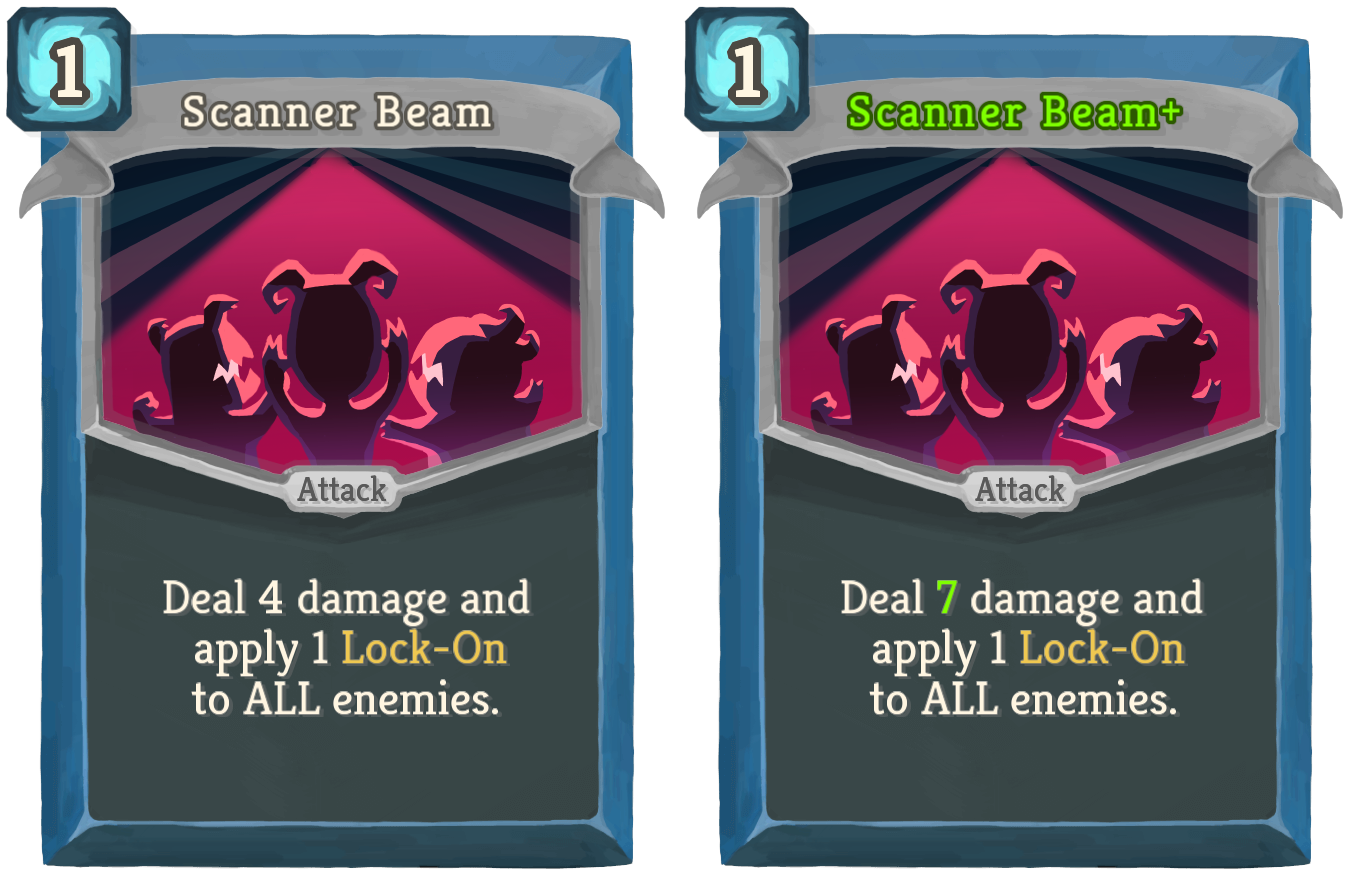 1
Scanner Beam
Attack
Deal 4 damage and
apply 1 Lock-On
to ALL enemies.
1
Scanner Beam+
Attack
Deal 7 damage and
apply 1 Lock-On
to ALL enemies.